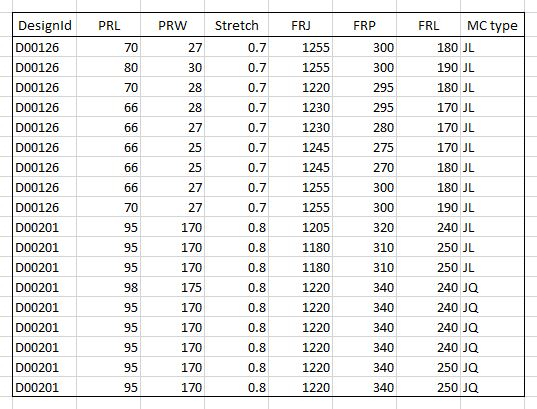 DesignId PRL PRW Stretch FRJ FRP FRL MC type
D00126 70 27 0.7 1255 300 180 JL
D00126 80 30 0.7 1255 300 190 JL
D00126 70 28 0.7 1220 295 180 JL
D00126 66 28 0.7 1230 295 170 JL
D00126 66 27 0.7 1230 280 170 JL
D00126 66 25 0.7 1245 275 170 JL
D00126 66 25 0.7 1245 270 180 JL
D00126 66 27 0.7 1255 300 180 JL
D00126 70 27 0.7 1255 300 190 JL
D00201 95 170 0.8 1205 320 240 JL
D00201 95 170 0.8 1180 310 250 JL
D00201 95 170 0.8 1180 310 250 JL
D00201 98 175 0.8 1220 340 240 JQ
D00201 95 170 0.8 1220 340 240 JQ
D00201 95 170 0.8 1220 340 240 JQ
D00201 95 170 0.8 1220 340 240 JQ
D00201 95 170 0.8 1220 340 250 JQ
D00201 95 170 0.8 1220 340 250 JQ